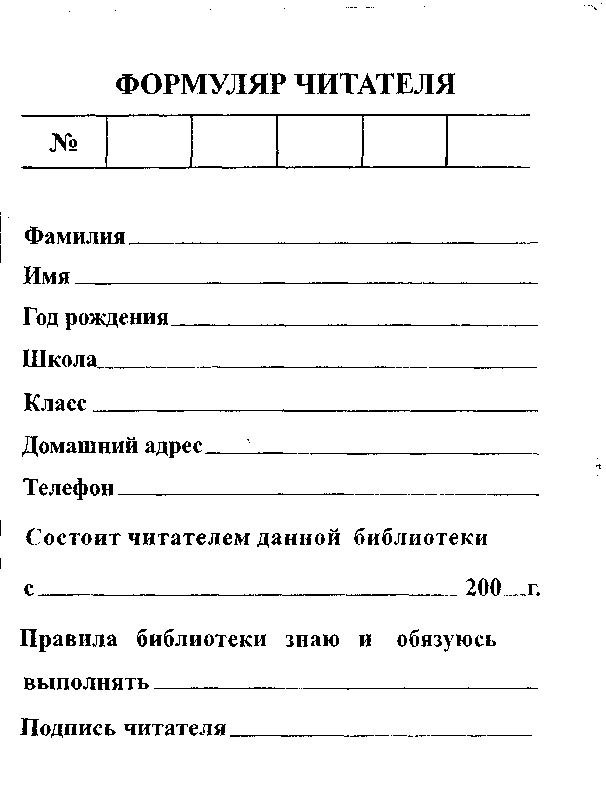 ФОРМУЛЯР ЧИТАТЕЛЯ
№
Фамилия
Имя
Год рождения
Школа
Класс
Домашний адрес
Телефон
Состоит читателем данной библиотеки
с 200 г.
Правила библиотеки знаю и обязуюсь
выполнять
Подпись читателя